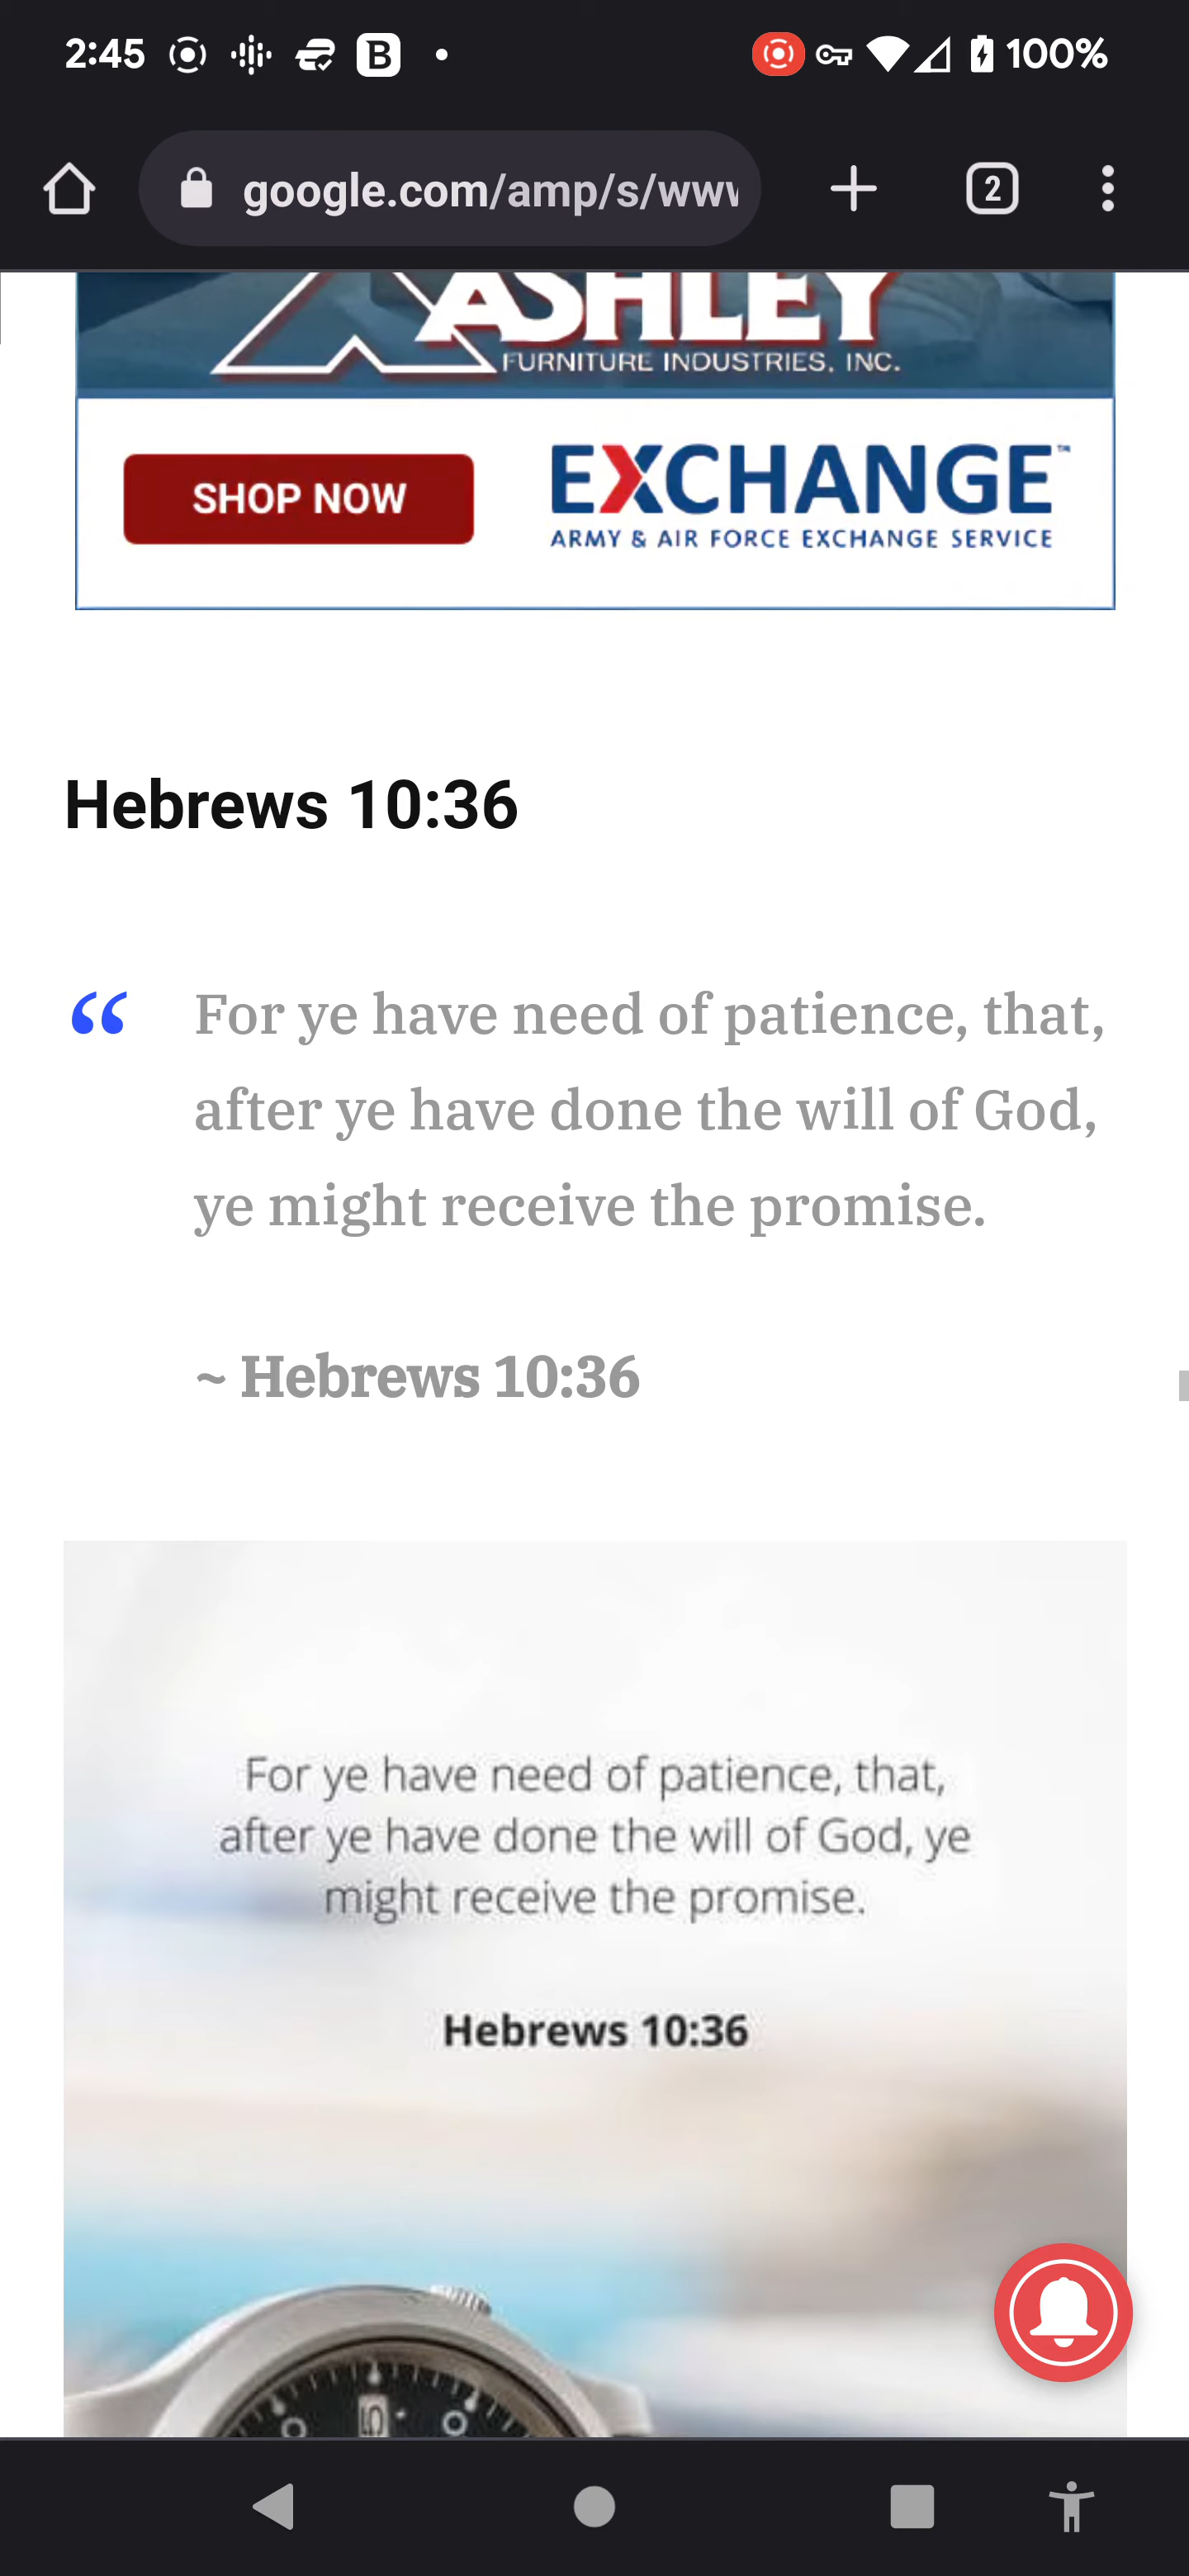 2:45
B
100%
google.com/amp/s/www
2
ASHLEY
FURNITURE INDUSTRIES, INC.
SHOP NOW
EXCHANGE™
ARMY & AIR FORCE EXCHANGE SERVICE
Hebrews 10:36
“ For ye have need of patience, that,
after ye have done the will of God,
ye might receive the promise.
~ Hebrews 10:36
For ye have need of patience, that,
after ye have done the will of God, ye
might receive the promise.
Hebrews 10:36